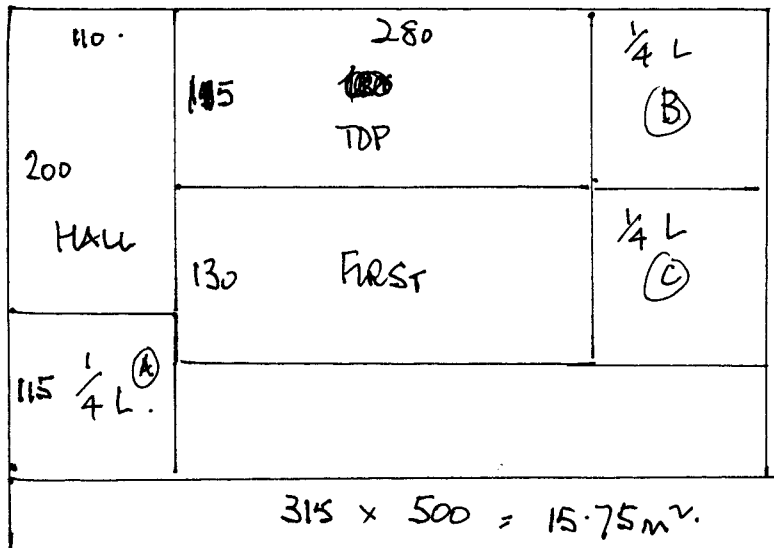 110.
200
HALL
115 1/4 L. A
280
115
TOP
130 FIRST
1/4 L
B
1/4 L
C
315 × 500 = 15.75m².